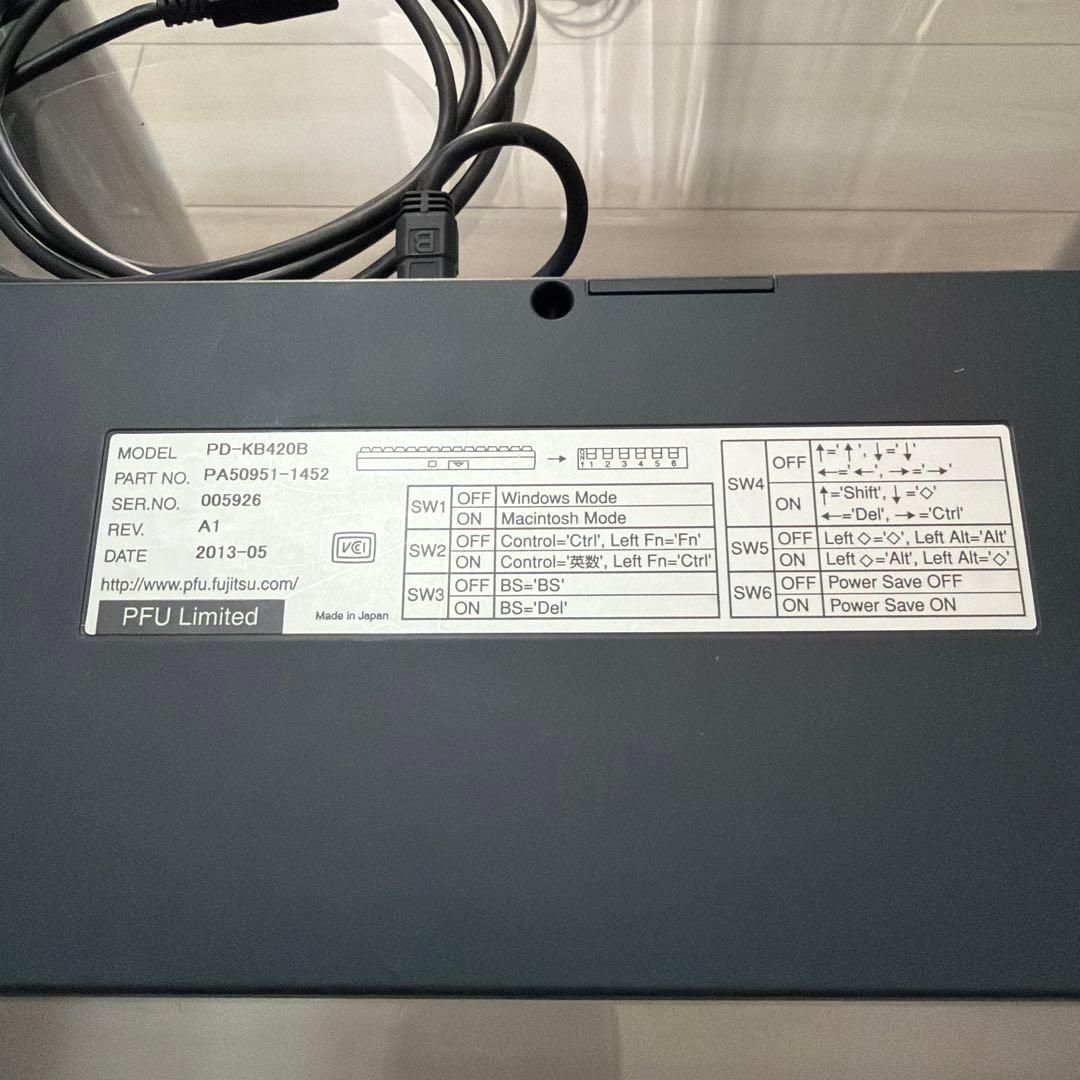 B
MODEL PD-KB420B
PART NO. PA50951-1452
SER.NO. 005926
REV. A1
DATE 2013-05
http://www.pfu.fujitsu.com/
PFU Limited
VCI
Made in Japan
1 2 3 4 5 6
SW1 OFF Windows Mode
ON Macintosh Mode
SW2 OFF Control='Ctrl', Left Fn='Fn'
ON Control='英数', Left Fn='Ctrl'
SW3 OFF BS='BS'
ON BS='Del'
SW4 OFF ↑='↑', ↓='↓'
←='←', →='→'
ON ↑='Shift', ↓='◇'
←='Del', →='Ctrl'
SW5 OFF Left◇='◇', Left Alt='Alt'
ON Left◇='Alt', Left Alt='◇'
SW6 OFF Power Save OFF
ON Power Save ON